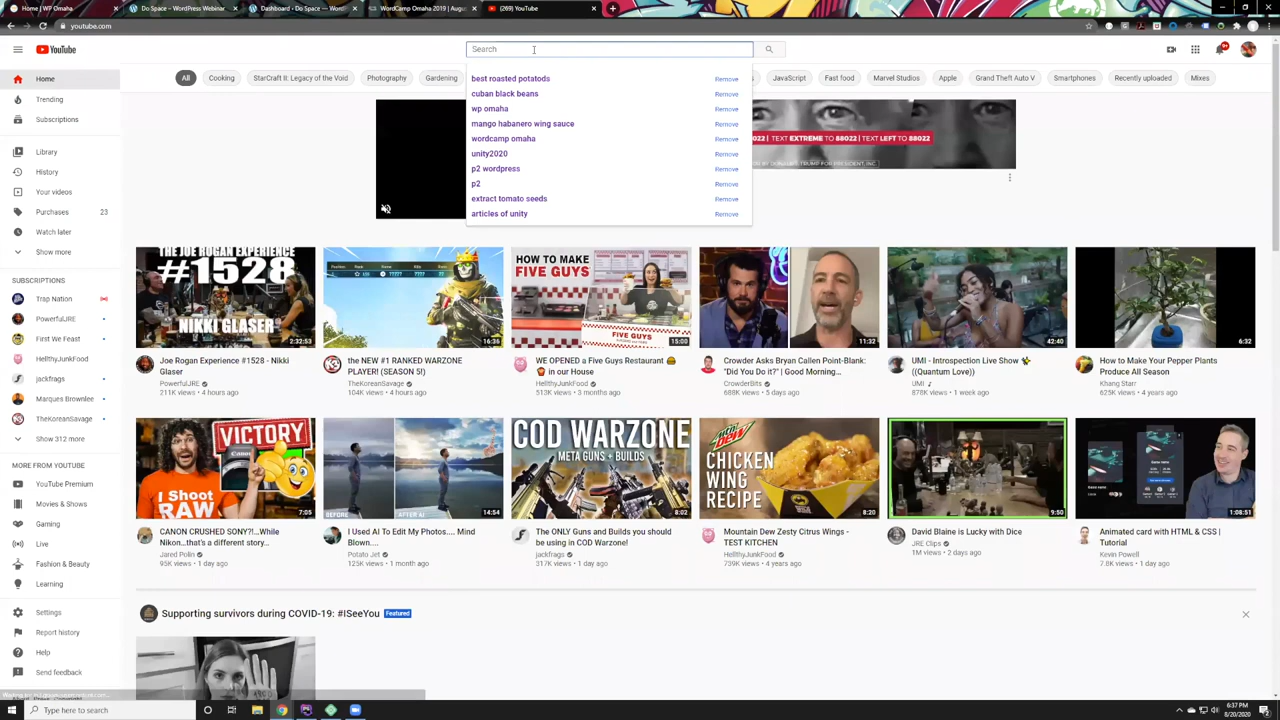 Home | WP Omaha
Do Space – WordPress Webinar
Dashboard ‹ Do Space — WordPr
WordCamp Omaha 2019 | Augus
(269) YouTube
youtube.com
YouTube
Search
All
Cooking
StarCraft II: Legacy of the Void
Photography
Gardening
JavaScript
Fast food
Marvel Studios
Apple
Grand Theft Auto V
Smartphones
Recently uploaded
Mixes
best roasted potatods Remove
cuban black beans Remove
wp omaha Remove
mango habanero wing sauce Remove
wordcamp omaha Remove
unity2020 Remove
p2 wordpress Remove
p2 Remove
extract tomato seeds Remove
articles of unity Remove
2022 | TEXT EXTREME TO 88022 | TEXT LEFT TO 88022 |
Home
Trending
Subscriptions
Library
History
Your videos
Purchases 23
Watch later
Show more
SUBSCRIPTIONS
Trap Nation
PowerfulJRE
First We Feast
HellthyJunkFood
jackfrags
Marques Brownlee
TheKoreanSavage
Show 312 more
MORE FROM YOUTUBE
YouTube Premium
Movies & Shows
Gaming
Live
Fashion & Beauty
Learning
Settings
Report history
Help
Send feedback
THE JOE ROGAN EXPERIENCE
#1528
WITH
NIKKI GLASER
2:32:53
Joe Rogan Experience #1528 - Nikki
Glaser
PowerfulJRE
211K views • 4 hours ago
16:36
the NEW #1 RANKED WARZONE
PLAYER! (SEASON 5!)
TheKoreanSavage
104K views • 4 hours ago
HOW TO MAKE
FIVE GUYS
FIVE GUYS
15:00
WE OPENED a Five Guys Restaurant 🍔
🍟 in our House
HellthyJunkFood
513K views • 3 months ago
11:32
Crowder Asks Bryan Callen Point-Blank:
"Did You Do it?" | Good Morning...
CrowderBits
688K views • 5 days ago
42:40
UMI - Introspection Live Show ✨
((Quantum Love))
UMI ♪
878K views • 1 week ago
6:32
How to Make Your Pepper Plants
Produce All Season
Khang Starr
625K views • 4 years ago
VICTORY
Canon
I Shoot
Raw
7:05
CANON CRUSHED SONY?!...While
Nikon...that's a different story...
Jared Polin
95K views • 1 day ago
BEFORE
AFTER AI
14:54
I Used AI To Edit My Photos.... Mind
Blown....
Potato Jet
125K views • 1 month ago
COD WARZONE
META GUNS + BUILDS
8:02
The ONLY Guns and Builds you should
be using in COD Warzone!
jackfrags
317K views • 1 day ago
Mtn Dew
CHICKEN
WING
RECIPE
8:20
Mountain Dew Zesty Citrus Wings -
TEST KITCHEN
HellthyJunkFood
739K views • 4 years ago
9:50
David Blaine is Lucky with Dice
JRE Clips
1M views • 2 days ago
1:08:51
Animated card with HTML & CSS |
Tutorial
Kevin Powell
7.8K views • 1 day ago
Supporting survivors during COVID-19: #ISeeYou Featured
Type here to search
6:37 PM
8/20/2020